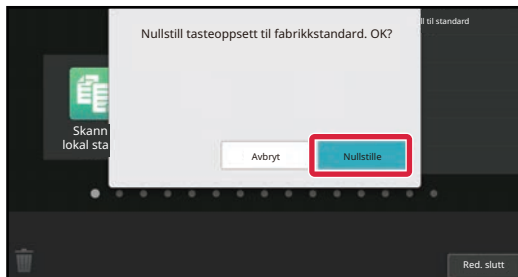 Nullstill tasteoppsett til fabrikkstandard. OK?
ll til standard
Skann
lokal sta
Avbryt
Nullstille
Red. slutt